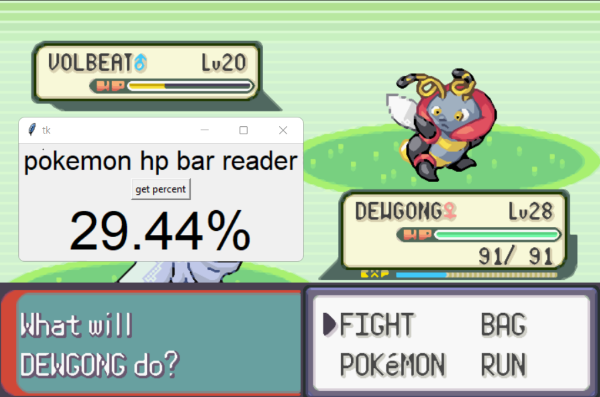 VOLBEAT♂ Lv20
HP
tk
pokemon hp bar reader
get percent
29.44%
DEWGONG♀ Lv28
HP
91/ 91
EXP
What will
DEWGONG do?
FIGHT BAG
POKéMON RUN